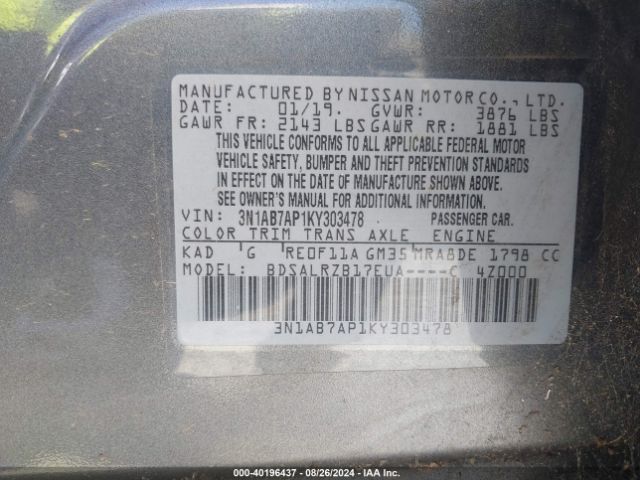 MANUFACTURED BY NISSAN MOTOR CO., LTD.
DATE: 01/19. GVWR: 3876 LBS
GAWR FR: 2143 LBS GAWR RR: 1881 LBS
THIS VEHICLE CONFORMS TO ALL APPLICABLE FEDERAL MOTOR
VEHICLE SAFETY, BUMPER AND THEFT PREVENTION STANDARDS
IN EFFECT ON THE DATE OF MANUFACTURE SHOWN ABOVE.
SEE OWNER'S MANUAL FOR ADDITIONAL INFORMATION.
VIN: 3N1AB7AP1KY303478 PASSENGER CAR.
COLOR TRIM TRANS AXLE ENGINE
KAD G RE0F11A GM35 MRA8DE 1798 CC
MODEL: BDSALRZB17EUA----C 4Z000
3N1AB7AP1KY303478
000-40196437 - 08/26/2024 - IAAI.COM